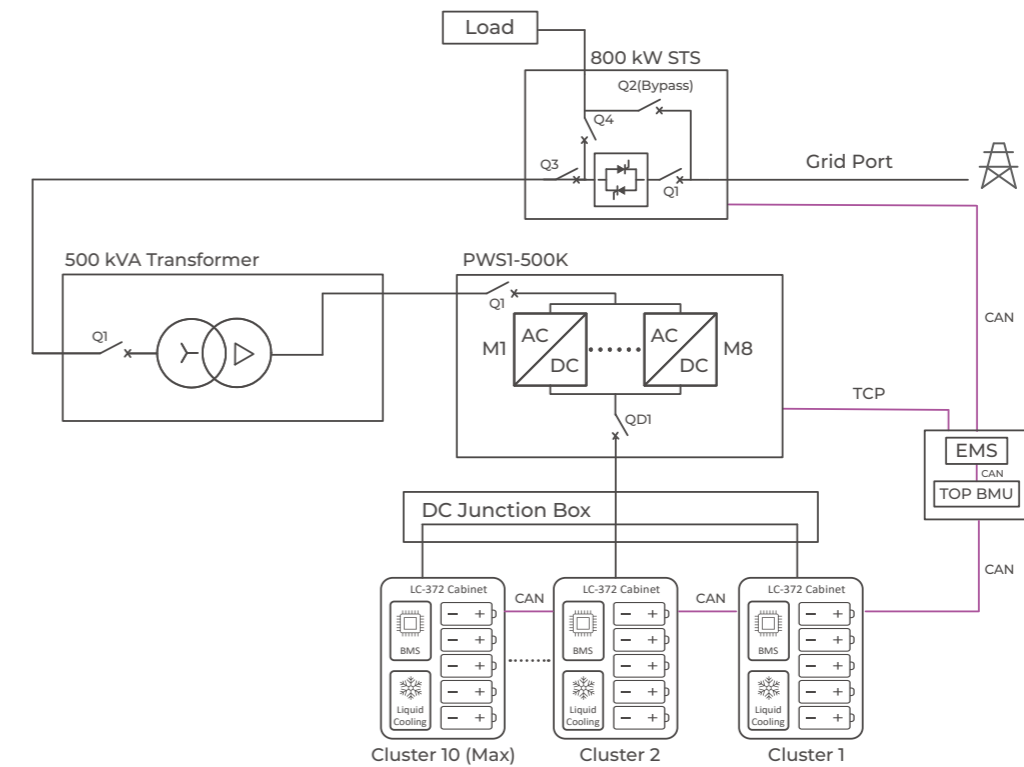 Load
800 kW STS
Q2(Bypass)
Q4
Q3
Q1
Grid Port
500 kVA Transformer
PWS1-500K
Q1
Q1
CAN
AC
DC
AC
DC
M1
M8
TCP
QD1
EMS
CAN
TOP BMU
DC Junction Box
CAN
LC-372 Cabinet
BMS
Liquid
Cooling
− +
− +
− +
− +
− +
CAN
LC-372 Cabinet
BMS
Liquid
Cooling
− +
− +
− +
− +
− +
CAN
LC-372 Cabinet
BMS
Liquid
Cooling
− +
− +
− +
− +
− +
Cluster 10 (Max)
Cluster 2
Cluster 1